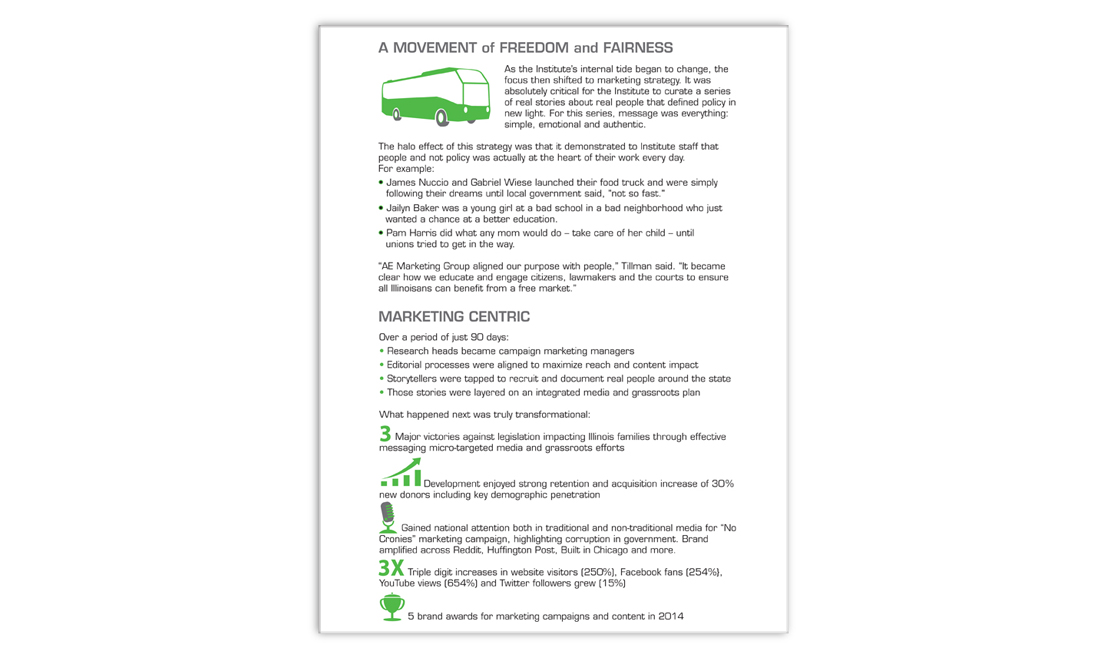 A MOVEMENT of FREEDOM and FAIRNESS
As the Institute's internal tide began to change, the
focus then shifted to marketing strategy. It was
absolutely critical for the Institute to curate a series
of real stories about real people that defined policy in
new light. For this series, message was everything:
simple, emotional and authentic.
The halo effect of this strategy was that it demonstrated to Institute staff that
people and not policy was actually at the heart of their work every day.
For example:
• James Nuccio and Gabriel Wiese launched their food truck and were simply
following their dreams until local government said, "not so fast."
• Jailyn Baker was a young girl at a bad school in a bad neighborhood who just
wanted a chance at a better education.
• Pam Harris did what any mom would do – take care of her child – until
unions tried to get in the way.
"AE Marketing Group aligned our purpose with people," Tillman said. "It became
clear how we educate and engage citizens, lawmakers and the courts to ensure
all Illinoisans can benefit from a free market."
MARKETING CENTRIC
Over a period of just 90 days:
• Research heads became campaign marketing managers
• Editorial processes were aligned to maximize reach and content impact
• Storytellers were tapped to recruit and document real people around the state
• Those stories were layered on an integrated media and grassroots plan
What happened next was truly transformational:
3 Major victories against legislation impacting Illinois families through effective
messaging micro-targeted media and grassroots efforts
Development enjoyed strong retention and acquisition increase of 30%
new donors including key demographic penetration
Gained national attention both in traditional and non-traditional media for "No
Cronies" marketing campaign, highlighting corruption in government. Brand
amplified across Reddit, Huffington Post, Built in Chicago and more.
3X Triple digit increases in website visitors (250%), Facebook fans (254%),
YouTube views (654%) and Twitter followers grew (15%)
5 brand awards for marketing campaigns and content in 2014